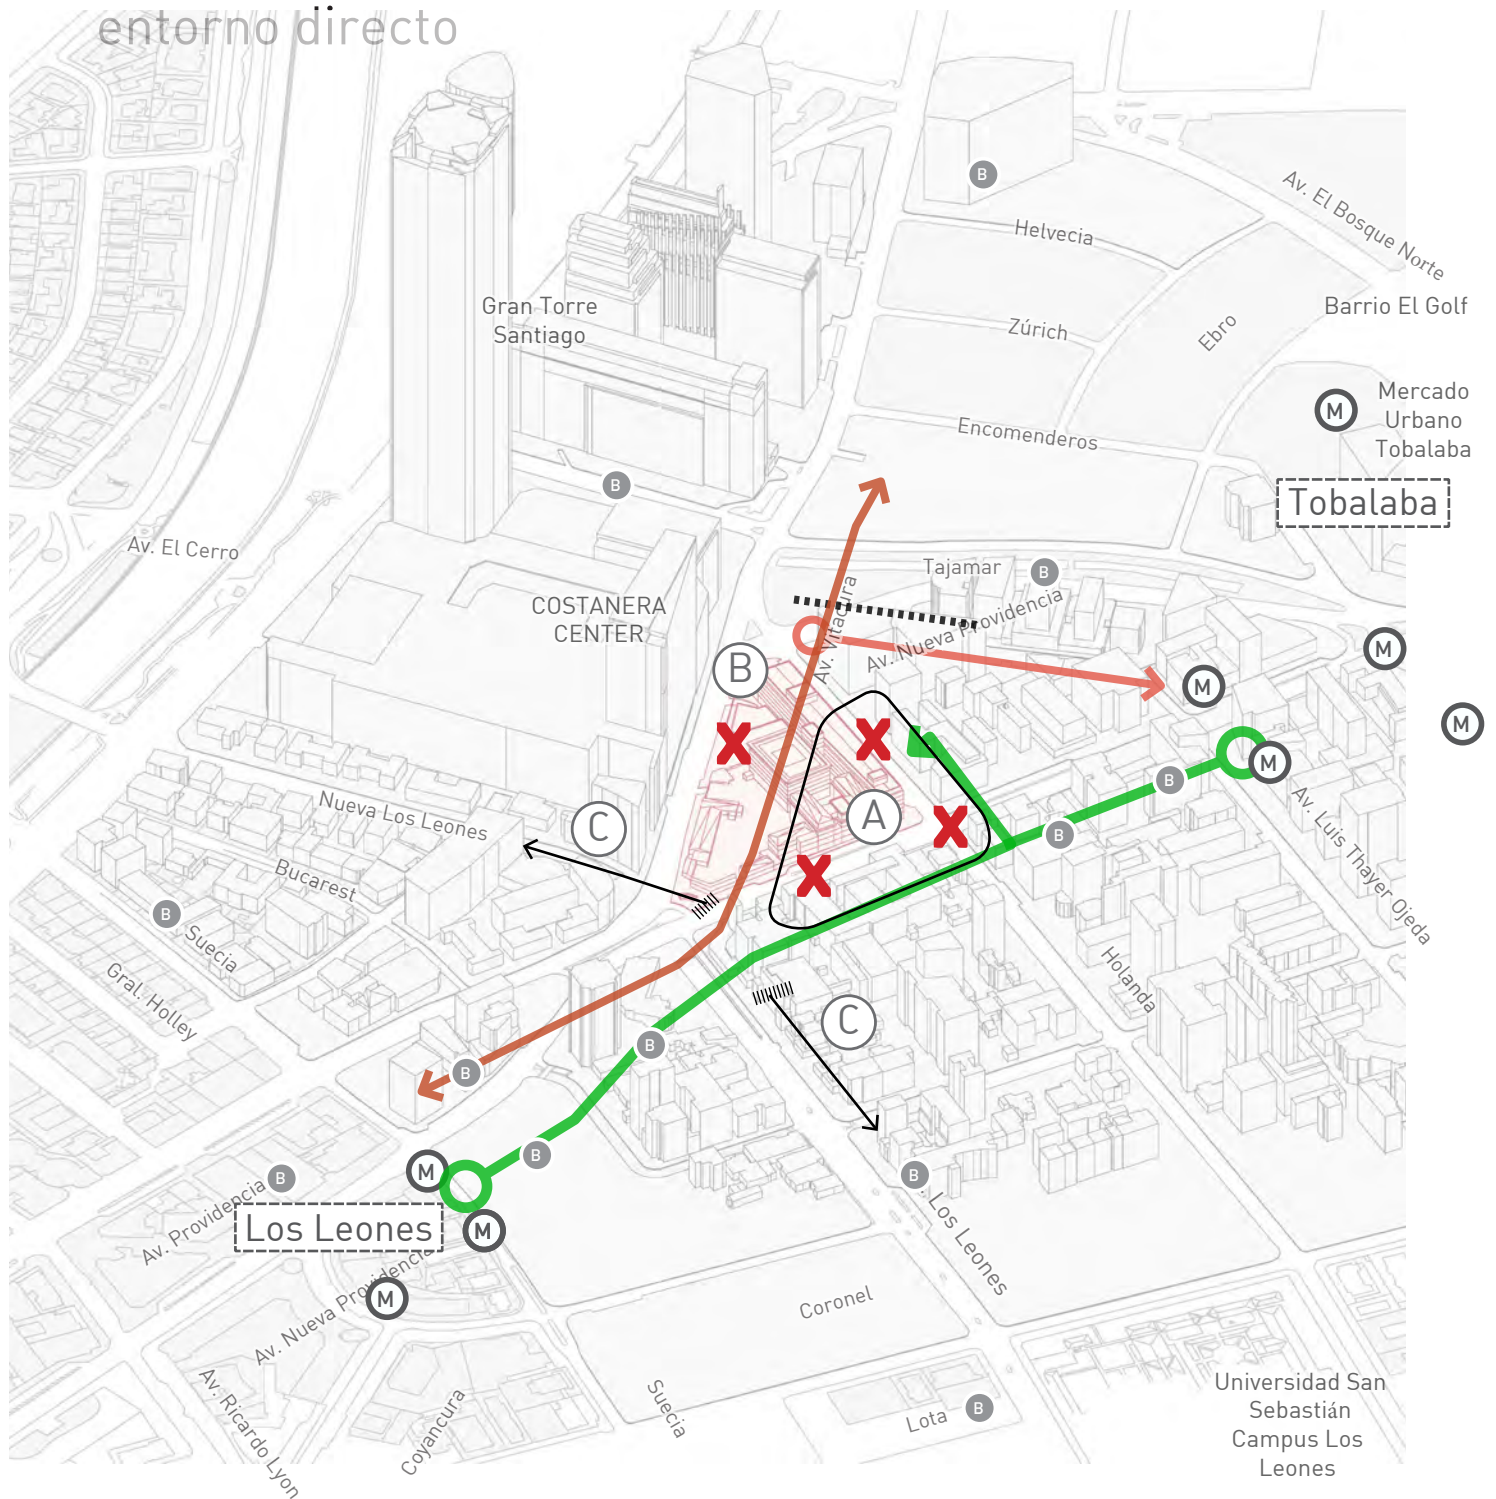 entorno directo
B
Av. El Bosque Norte
Helvecia
Barrio El Golf
Gran Torre
Santiago
Zúrich
Ebro
M
Mercado
Urbano
Tobalaba
Encomenderos
B
Tobalaba
Av. El Cerro
Tajamar
B
COSTANERA
CENTER
Av. Vitacura
Av. Nueva Providencia
M
B
M
M
X
X
M
B
Nueva Los Leones
C
A
X
B
Av. Luis Thayer Ojeda
Bucarest
X
B
Suecia
Gral. Holley
Holanda
C
B
B
B
M
B
B
Av. Providencia
Los Leones
M
Los Leones
Av. Nueva Providencia
M
Coronel
Av. Ricardo Lyon
Coyancura
Suecia
Lota
B
Universidad San
Sebastián
Campus Los
Leones